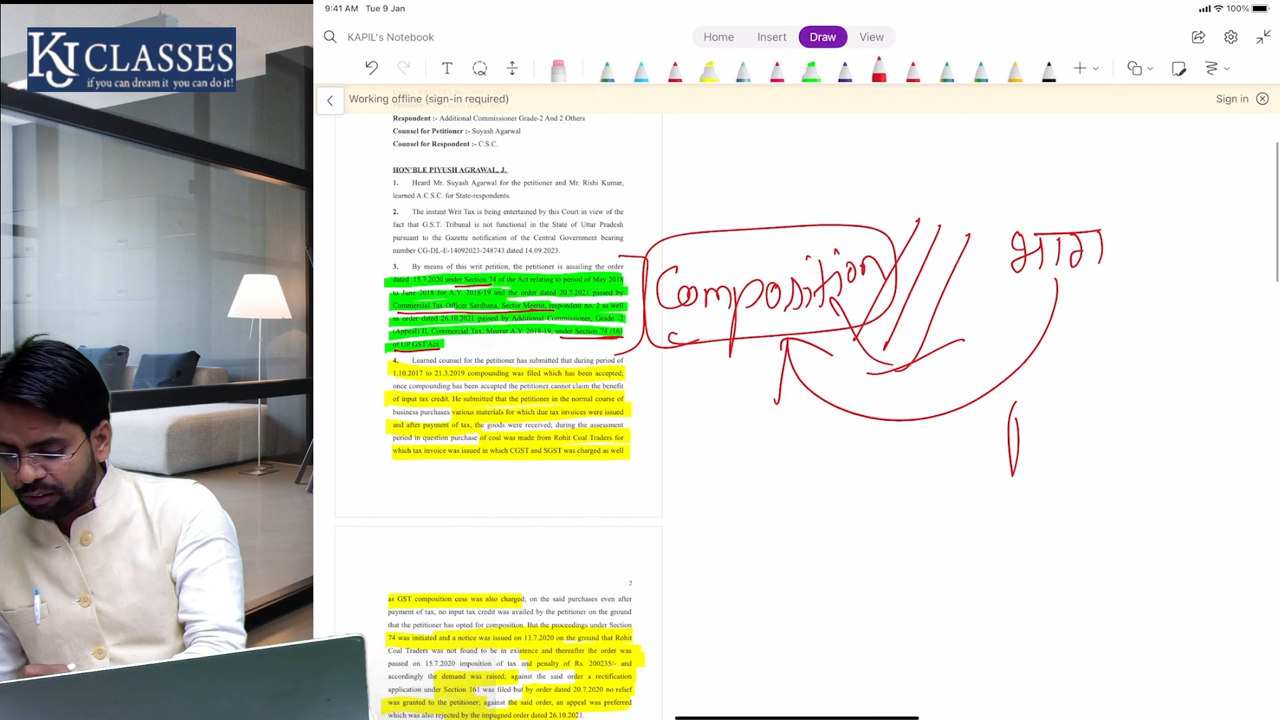 KJ CLASSES
if you can dream it you can do it!
9:41 AM Tue 9 Jan
100%
KAPIL's Notebook
Home Insert Draw View
Working offline (sign-in required)
Sign in
Respondent :- Additional Commissioner Grade-2 And 2 Others
Counsel for Petitioner :- Suyash Agarwal
Counsel for Respondent :- C.S.C.
HON'BLE PIYUSH AGRAWAL, J.
1. Heard Mr. Suyash Agarwal for the petitioner and Mr. Rishi Kumar,
learned A.C.S.C. for State-respondents.
2. The instant Writ Tax is being entertained by this Court in view of the
fact that G.S.T. Tribunal is not functional in the State of Uttar Pradesh
pursuant to the Gazette notification of the Central Government bearing
number CG-DL-E-14092023-248743 dated 14.09.2023.
3. By means of this writ petition, the petitioner is assailing the order
dated 15.7.2020 under Section 74 of the Act relating to period of May 2018
to June 2018 for A.Y. 2018-19 and the order dated 20.7.2021 passed by
Commercial Tax Officer Sardhana, Sector Meerut, respondent no. 2 as well
as order dated 26.10.2021 passed by Additional Commissioner, Grade -2
(Appeal) II, Commercial Tax, Meerut A.Y. 2018-19, under Section 74 (16)
of UP GST Act.
4. Learned counsel for the petitioner has submitted that during period of
1.10.2017 to 21.3.2019 compounding was filed which has been accepted;
once compounding has been accepted the petitioner cannot claim the benefit
of input tax credit. He submitted that the petitioner in the normal course of
business purchases various materials for which due tax invoices were issued
and after payment of tax, the goods were received; during the assessment
period in question purchase of coal was made from Rohit Coal Traders for
which tax invoice was issued in which CGST and SGST was charged as well
Composition
भाग
2
as GST composition cess was also charged; on the said purchases even after
payment of tax, no input tax credit was availed by the petitioner on the ground
that the petitioner has opted for composition. But the proceedings under Section
74 was initiated and a notice was issued on 13.7.2020 on the ground that Rohit
Coal Traders was not found to be in existence and thereafter the order was
passed on 15.7.2020 imposition of tax and penalty of Rs. 200235/- and
accordingly the demand was raised; against the said order a rectification
application under Section 161 was filed but by order dated 20.7.2020 no relief
was granted to the petitioner; against the said order, an appeal was preferred
which was also rejected by the impugned order dated 26.10.2021.